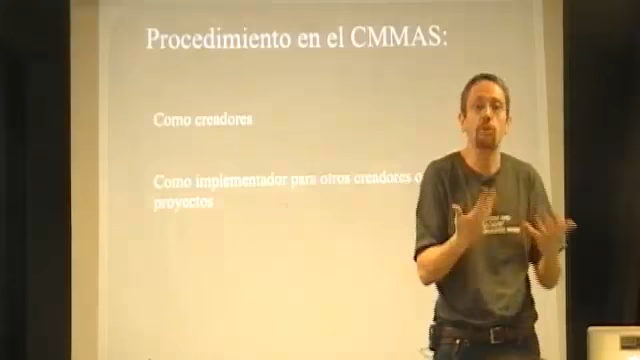 Procedimiento en el CMMAS:
Como creadores
Como implementador para otros creadores o
proyectos